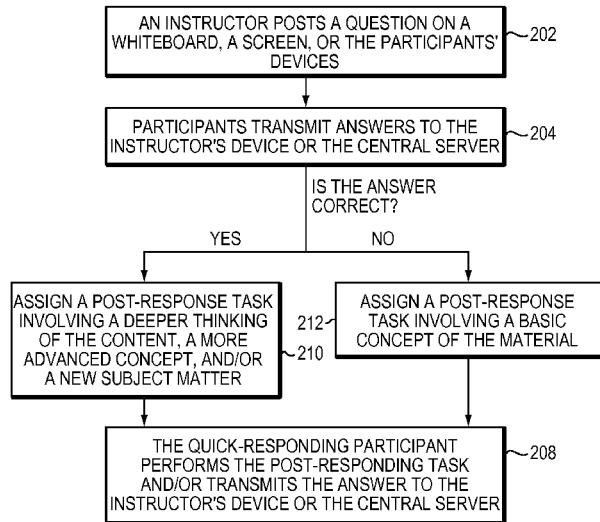 AN INSTRUCTOR POSTS A QUESTION ON A
WHITEBOARD, A SCREEN, OR THE PARTICIPANTS'
DEVICES
202
PARTICIPANTS TRANSMIT ANSWERS TO THE
INSTRUCTOR'S DEVICE OR THE CENTRAL SERVER
204
IS THE ANSWER
CORRECT?
YES
NO
ASSIGN A POST-RESPONSE TASK
INVOLVING A DEEPER THINKING
OF THE CONTENT, A MORE
ADVANCED CONCEPT, AND/OR
A NEW SUBJECT MATTER
210
212
ASSIGN A POST-RESPONSE
TASK INVOLVING A BASIC
CONCEPT OF THE MATERIAL
THE QUICK-RESPONDING PARTICIPANT
PERFORMS THE POST-RESPONDING TASK
AND/OR TRANSMITS THE ANSWER TO THE
INSTRUCTOR'S DEVICE OR THE CENTRAL SERVER
208